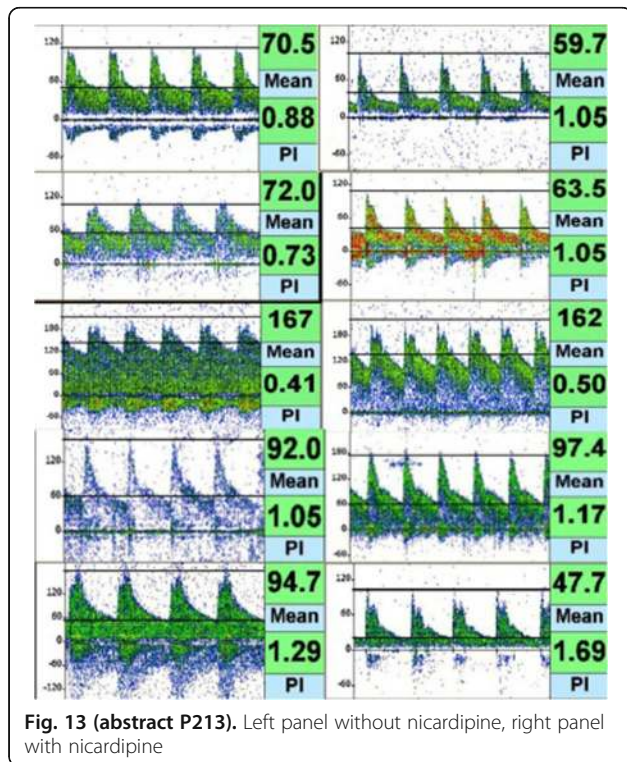 120
60
0
-60
70.5
Mean
0.88
PI
120
60
0
-60
59.7
Mean
1.05
PI
120
60
0
72.0
Mean
0.73
PI
120
60
0
-60
63.5
Mean
1.05
PI
180
120
60
0
-60
167
Mean
0.41
PI
180
120
60
0
162
Mean
0.50
PI
120
60
0
92.0
Mean
1.05
PI
180
120
60
0
-60
97.4
Mean
1.17
PI
120
60
0
-60
-120
94.7
Mean
1.29
PI
120
60
0
-60
47.7
Mean
1.69
PI
Fig. 13 (abstract P213). Left panel without nicardipine, right panel
with nicardipine